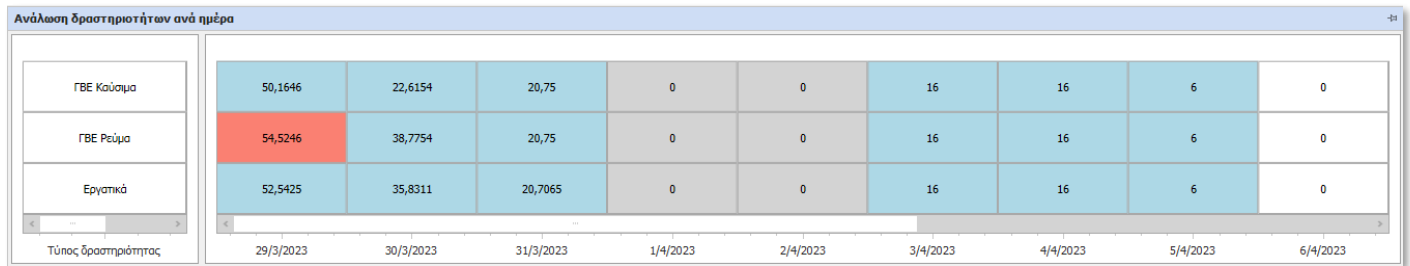 Ανάλωση δραστηριοτήτων ανά ημέρα
ΓΒΕ Καύσιμα 50,1646 22,6154 20,75 0 0 16 16 6 0
ΓΒΕ Ρεύμα 54,5246 38,7754 20,75 0 0 16 16 6 0
Εργατικά 52,5425 35,8311 20,7065 0 0 16 16 6 0
Τύπος δραστηριότητας 29/3/2023 30/3/2023 31/3/2023 1/4/2023 2/4/2023 3/4/2023 4/4/2023 5/4/2023 6/4/2023